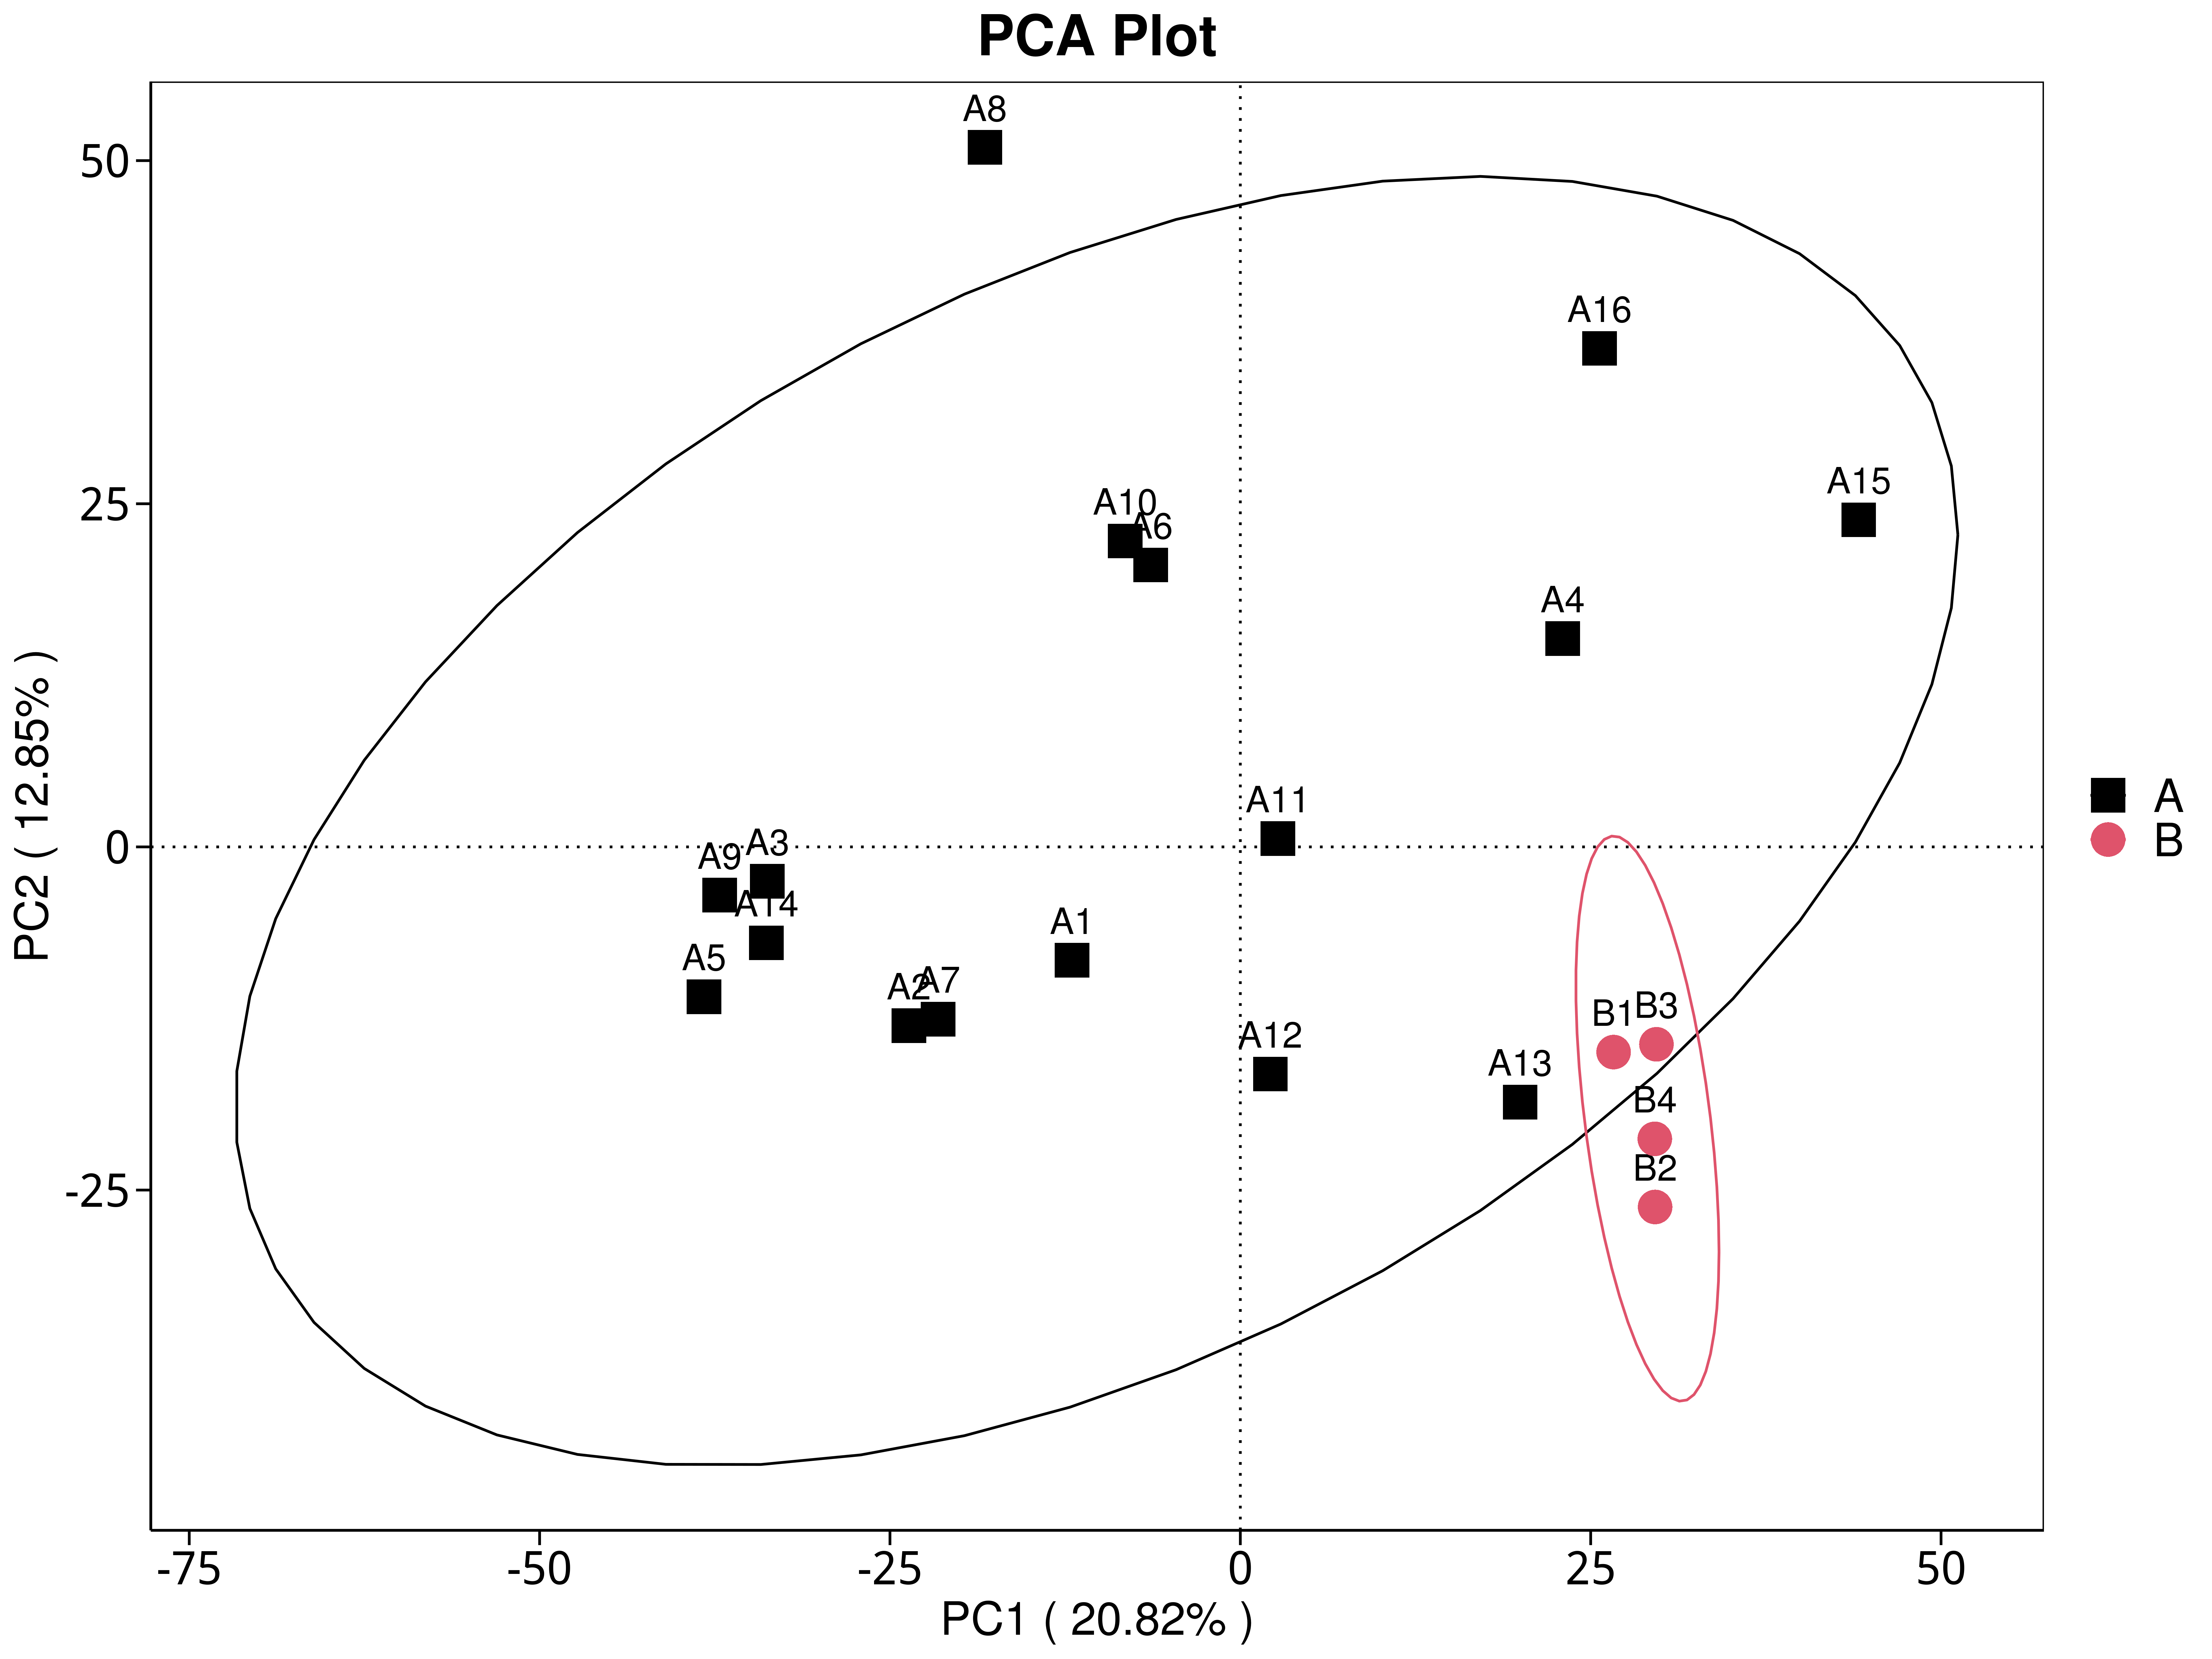 PCA Plot
A8
50
A16
A15
25
A10
A6
A4
A11
A
B
0
A3
A9
A14
A1
A5
A7
A2
B3
B1
A12
A13
B4
B2
-25
PC2 ( 12.85% )
-75 -50 -25 0 25 50
PC1 ( 20.82% )